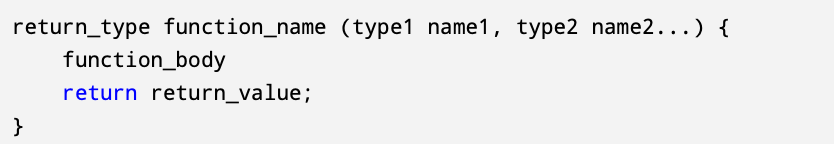 return_type function_name (type1 name1, type2 name2...) {
    function_body
    return return_value;
}